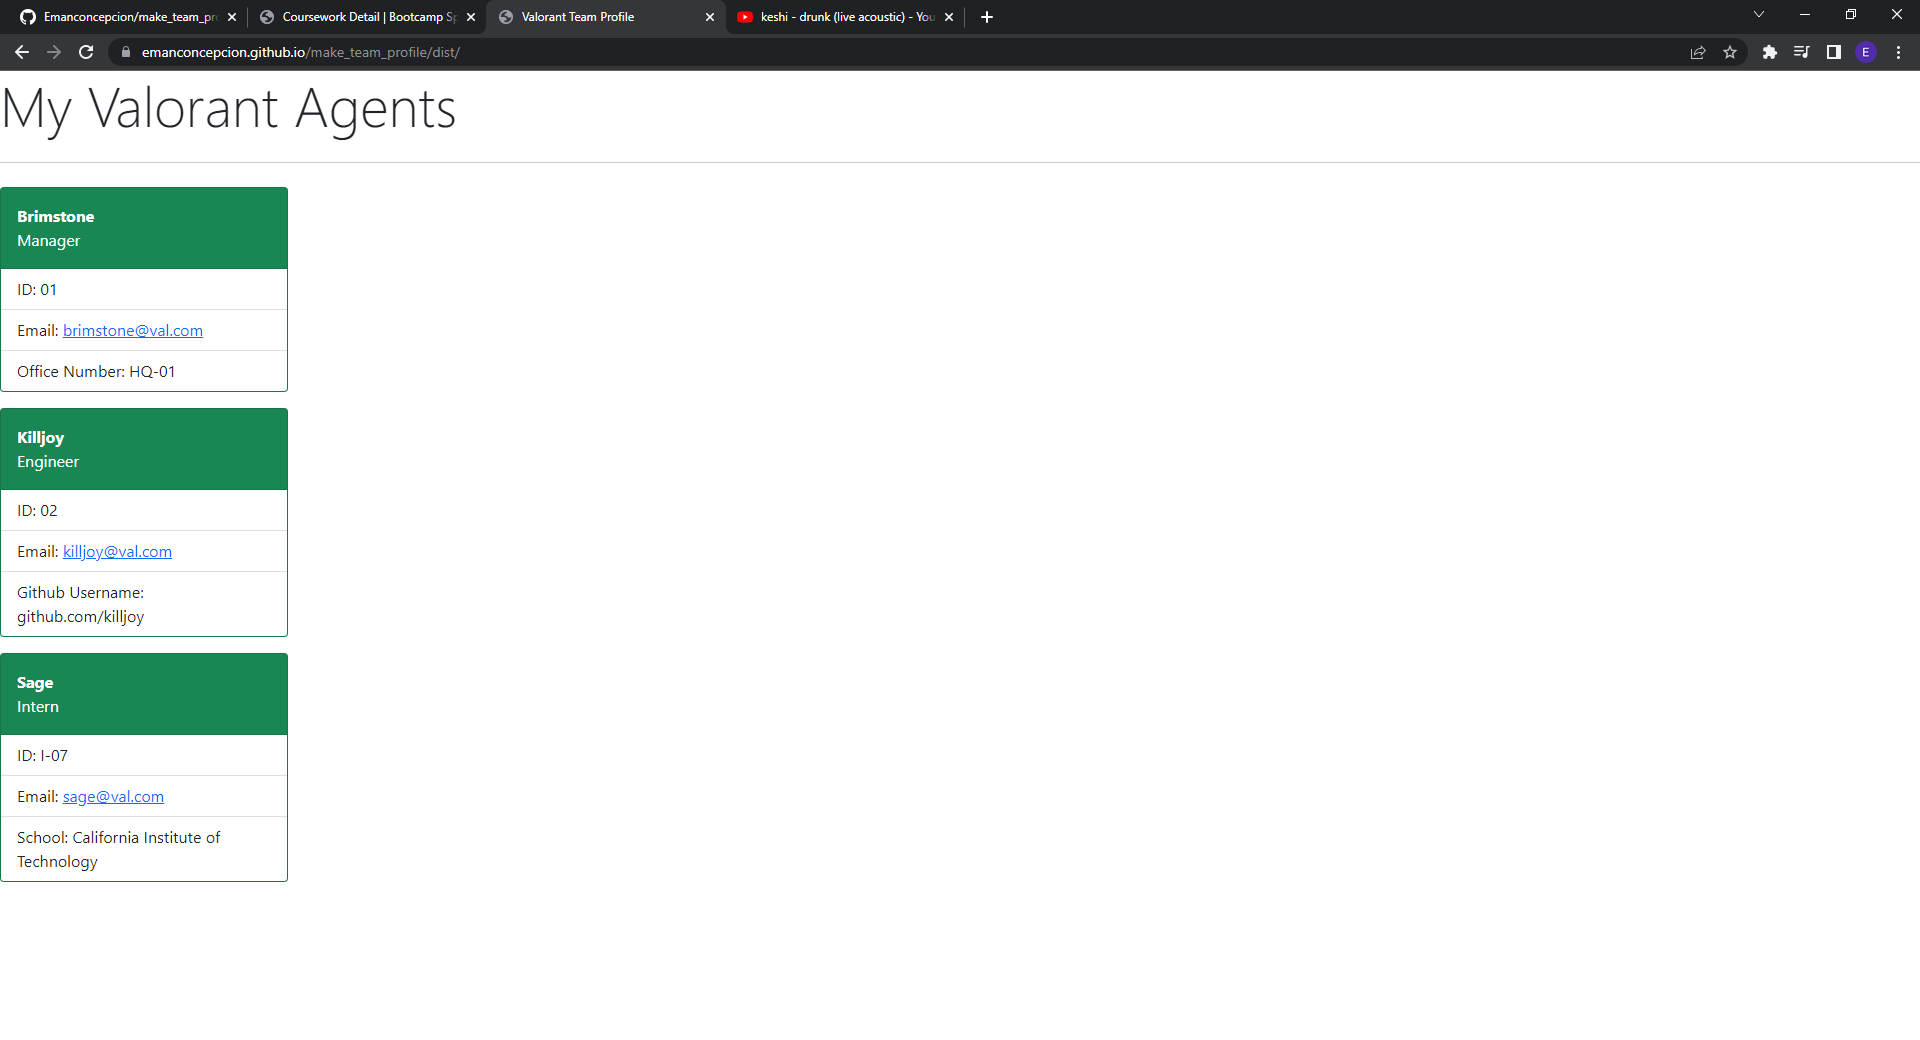 Emanconcepcion/make_team_pro
Coursework Detail | Bootcamp Sp
Valorant Team Profile
keshi - drunk (live acoustic) - You
emanconcepcion.github.io/make_team_profile/dist/
E
My Valorant Agents
Brimstone
Manager
ID: 01
Email: brimstone@val.com
Office Number: HQ-01
Killjoy
Engineer
ID: 02
Email: killjoy@val.com
Github Username:
github.com/killjoy
Sage
Intern
ID: I-07
Email: sage@val.com
School: California Institute of
Technology